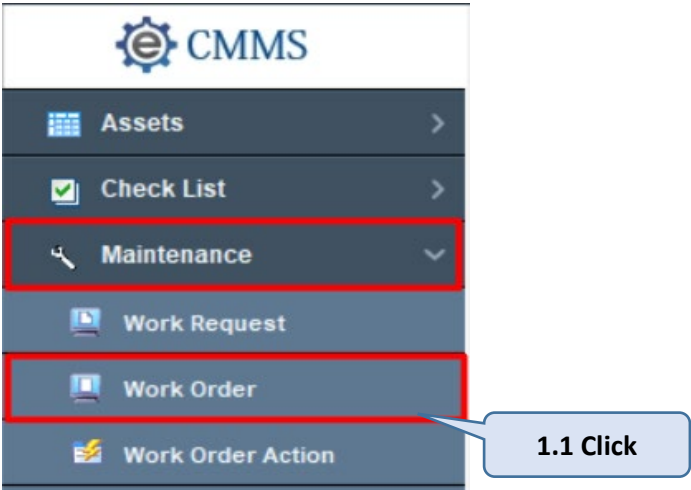 e CMMS
Assets
Check List
Maintenance
Work Request
Work Order
1.1 Click
Work Order Action